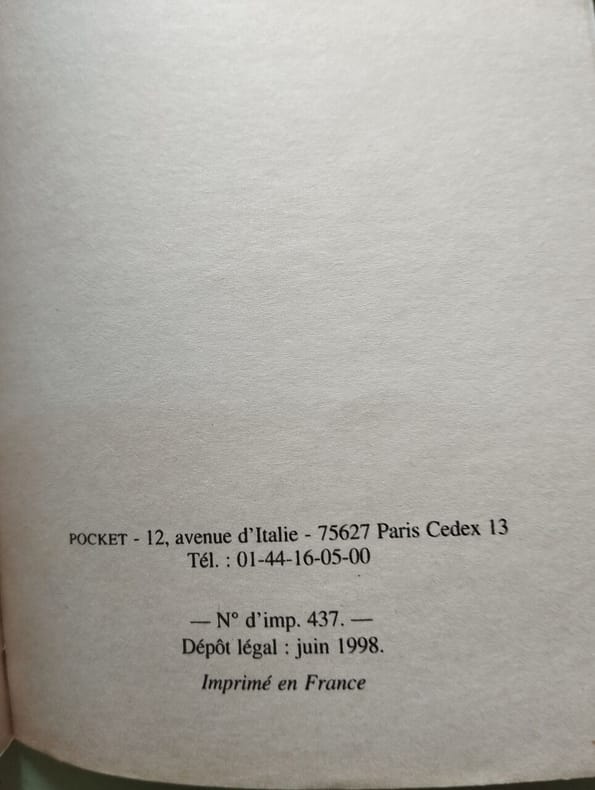 POCKET - 12, avenue d'Italie - 75627 Paris Cedex 13
Tél. : 01-44-16-05-00
— N° d'imp. 437. —
Dépôt légal : juin 1998.
Imprimé en France